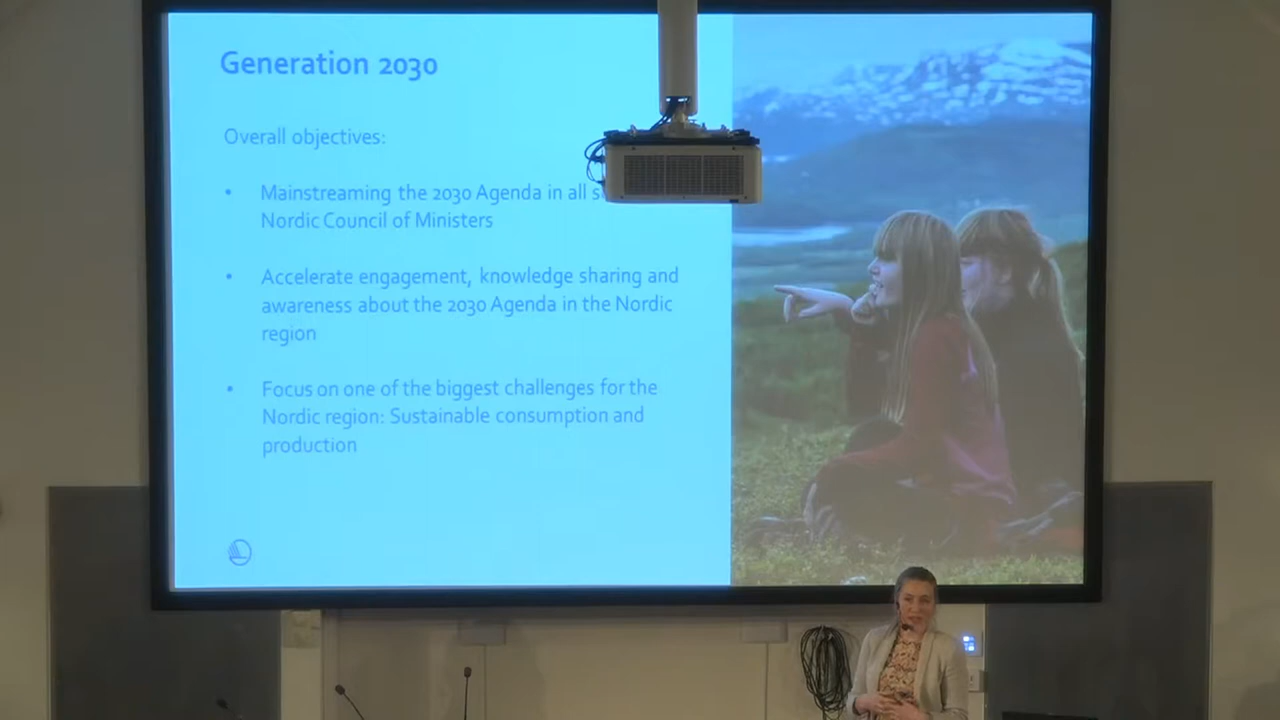 Generation 2030
Overall objectives:
• Mainstreaming the 2030 Agenda in all
Nordic Council of Ministers
• Accelerate engagement, knowledge sharing and
awareness about the 2030 Agenda in the Nordic
region
• Focus on one of the biggest challenges for the
Nordic region: Sustainable consumption and
production